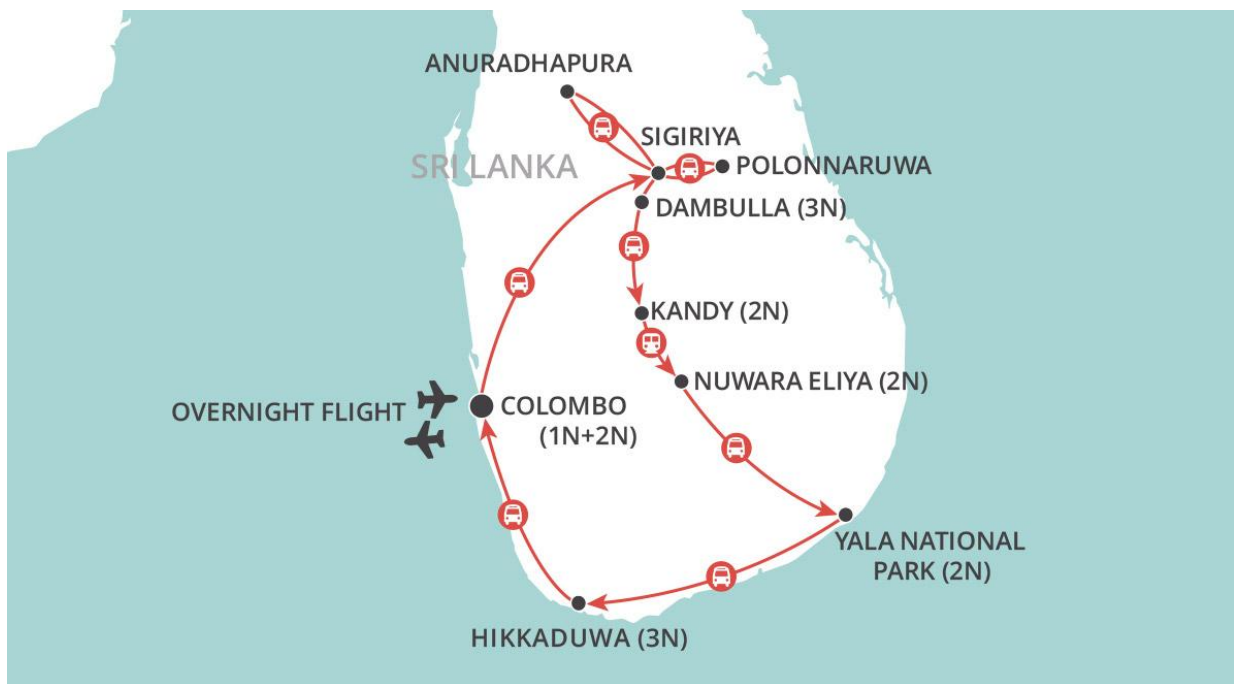 ANURADHAPURA
SIGIRIYA
SRI LANKA
POLONNARUWA
DAMBULLA (3N)
KANDY (2N)
NUWARA ELIYA (2N)
OVERNIGHT FLIGHT
COLOMBO
(1N+2N)
YALA NATIONAL
PARK (2N)
HIKKADUWA (3N)